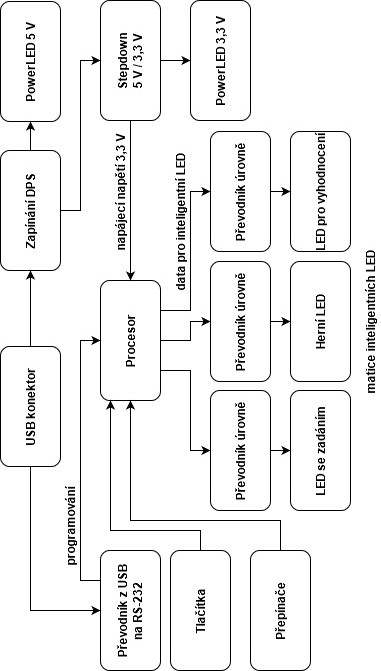 USB konektor
Zapínání DPS
PowerLED 5 V
programování
Převodník z USB
na RS-232
Procesor
napájecí napětí 3,3 V
Stepdown
5 V / 3,3 V
data pro inteligentní LED
Tlačítka
PowerLED 3,3 V
Přepínače
Převodník úrovně
Převodník úrovně
Převodník úrovně
LED se zadáním
Herní LED
LED pro vyhodnocení
matice inteligentních LED